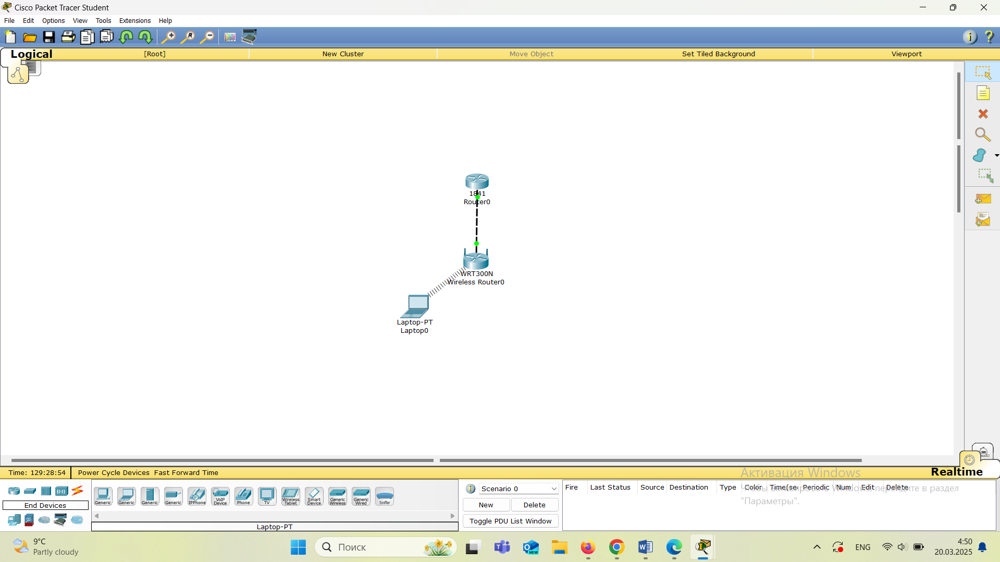 Cisco Packet Tracer Student
File Edit Options View Tools Extensions Help
Logical [Root] New Cluster Move Object Set Tiled Background Viewport
1841
Router0
WRT300N
Wireless Router0
Laptop-PT
Laptop0
Time: 129:28:54 Power Cycle Devices Fast Forward Time Realtime
Активация Windows
Чтобы активировать Windows, перейдите в раздел
"Параметры".
End Devices
Generic Generic Generic Generic IPPhone VoIP Device Phone TV Wireless Tablet Smart Device Generic Wireless Generic Wired Sniffer
Laptop-PT
Scenario 0
New Delete
Toggle PDU List Window
Fire Last Status Source Destination Type Color Time(sec Periodic Num Edit Delete
9°C
Partly cloudy
Поиск
NEW
ENG
4:50
20.03.2025